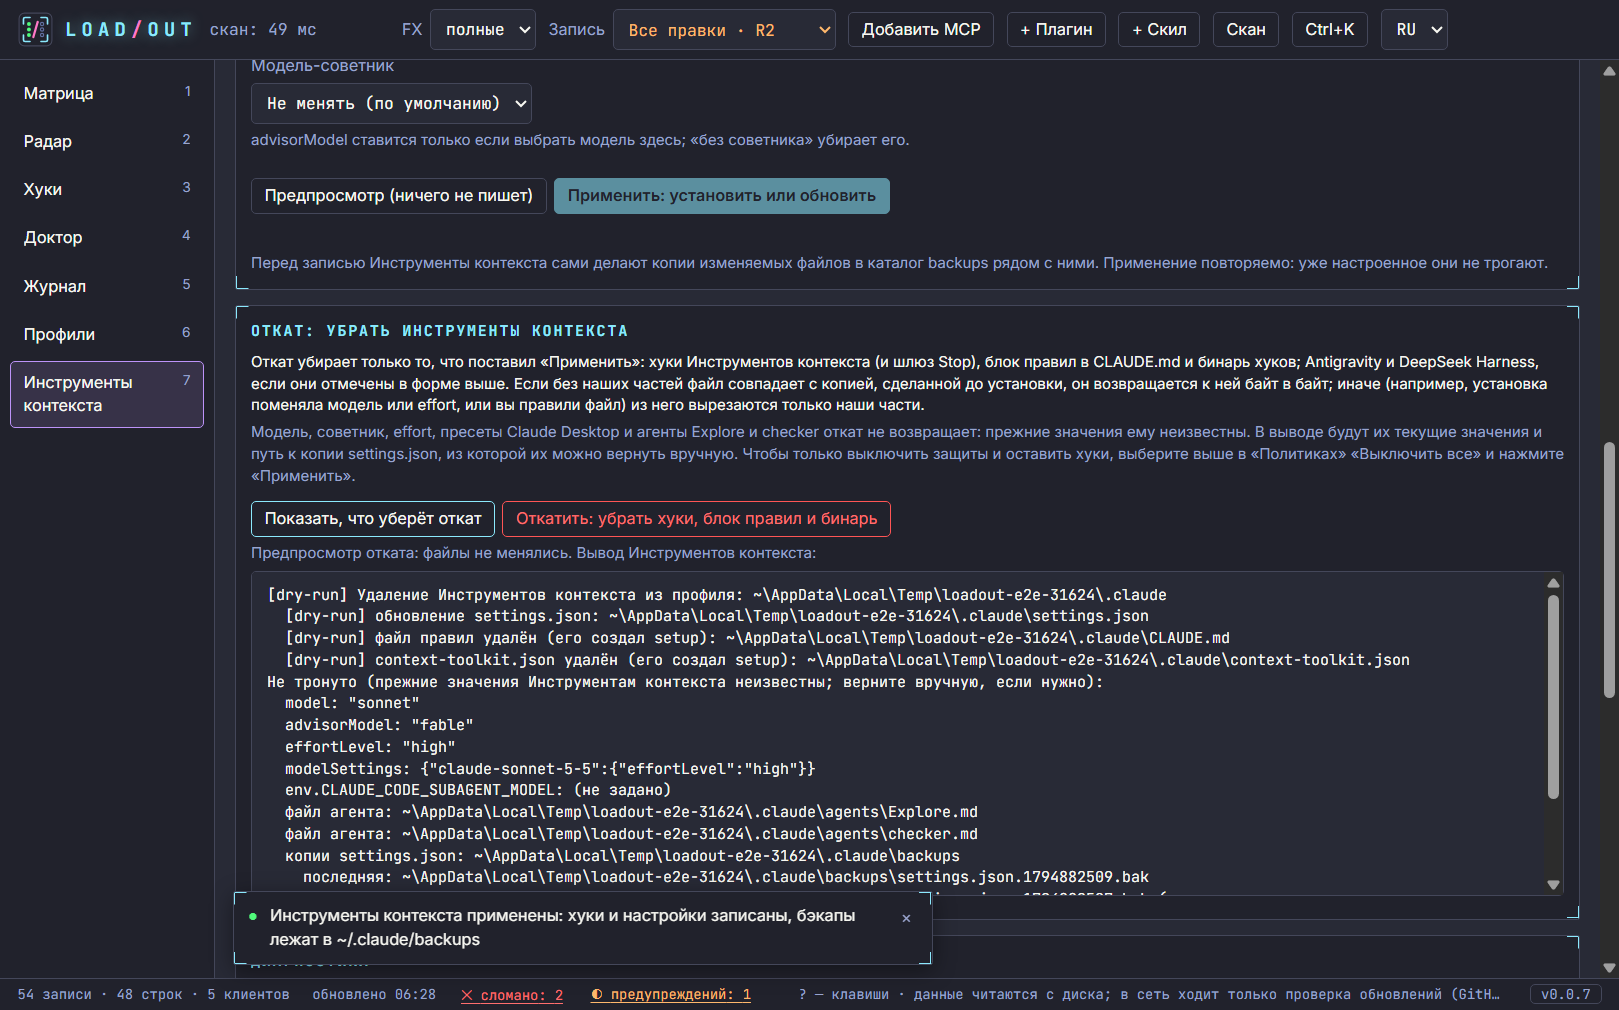 LOAD/OUT скан: 49 мс FX полные Запись Все правки · R2 Добавить MCP + Плагин + Скил Скан Ctrl+K RU
Матрица 1
Радар 2
Хуки 3
Доктор 4
Журнал 5
Профили 6
Инструменты контекста 7
Модель-советник
Не менять (по умолчанию)
advisorModel ставится только если выбрать модель здесь; «без советника» убирает его.
Предпросмотр (ничего не пишет) Применить: установить или обновить
Перед записью Инструменты контекста сами делают копии изменяемых файлов в каталог backups рядом с ними. Применение повторяемо: уже настроенное они не трогают.
ОТКАТ: УБРАТЬ ИНСТРУМЕНТЫ КОНТЕКСТА
Откат убирает только то, что поставил «Применить»: хуки Инструментов контекста (и шлюз Stop), блок правил в CLAUDE.md и бинарь хуков; Antigravity и DeepSeek Harness,
если они отмечены в форме выше. Если без наших частей файл совпадает с копией, сделанной до установки, он возвращается к ней байт в байт; иначе (например, установка
поменяла модель или effort, или вы правили файл) из него вырезаются только наши части.
Модель, советник, effort, пресеты Claude Desktop и агенты Explore и checker откат не возвращает: прежние значения ему неизвестны. В выводе будут их текущие значения и
путь к копии settings.json, из которой их можно вернуть вручную. Чтобы только выключить защиты и оставить хуки, выберите выше в «Политиках» «Выключить все» и нажмите
«Применить».
Показать, что уберёт откат Откатить: убрать хуки, блок правил и бинарь
Предпросмотр отката: файлы не менялись. Вывод Инструментов контекста:
[dry-run] Удаление Инструментов контекста из профиля: ~\AppData\Local\Temp\loadout-e2e-31624\.claude
[dry-run] обновление settings.json: ~\AppData\Local\Temp\loadout-e2e-31624\.claude\settings.json
[dry-run] файл правил удалён (его создал setup): ~\AppData\Local\Temp\loadout-e2e-31624\.claude\CLAUDE.md
[dry-run] context-toolkit.json удалён (его создал setup): ~\AppData\Local\Temp\loadout-e2e-31624\.claude\context-toolkit.json
Не тронуто (прежние значения Инструментам контекста неизвестны; верните вручную, если нужно):
model: "sonnet"
advisorModel: "fable"
effortLevel: "high"
modelSettings: {"claude-sonnet-5-5":{"effortLevel":"high"}}
env.CLAUDE_CODE_SUBAGENT_MODEL: (не задано)
файл агента: ~\AppData\Local\Temp\loadout-e2e-31624\.claude\agents\Explore.md
файл агента: ~\AppData\Local\Temp\loadout-e2e-31624\.claude\agents\checker.md
копии settings.json: ~\AppData\Local\Temp\loadout-e2e-31624\.claude\backups
последняя: ~\AppData\Local\Temp\loadout-e2e-31624\.claude\backups\settings.json.1794882509.bak
Инструменты контекста применены: хуки и настройки записаны, бэкапы
лежат в ~/.claude/backups
×
54 записи · 48 строк · 5 клиентов обновлено 06:28 сломано: 2 предупреждений: 1 ? — клавиши · данные читаются с диска; в сеть ходит только проверка обновлений (GitH… v0.0.7